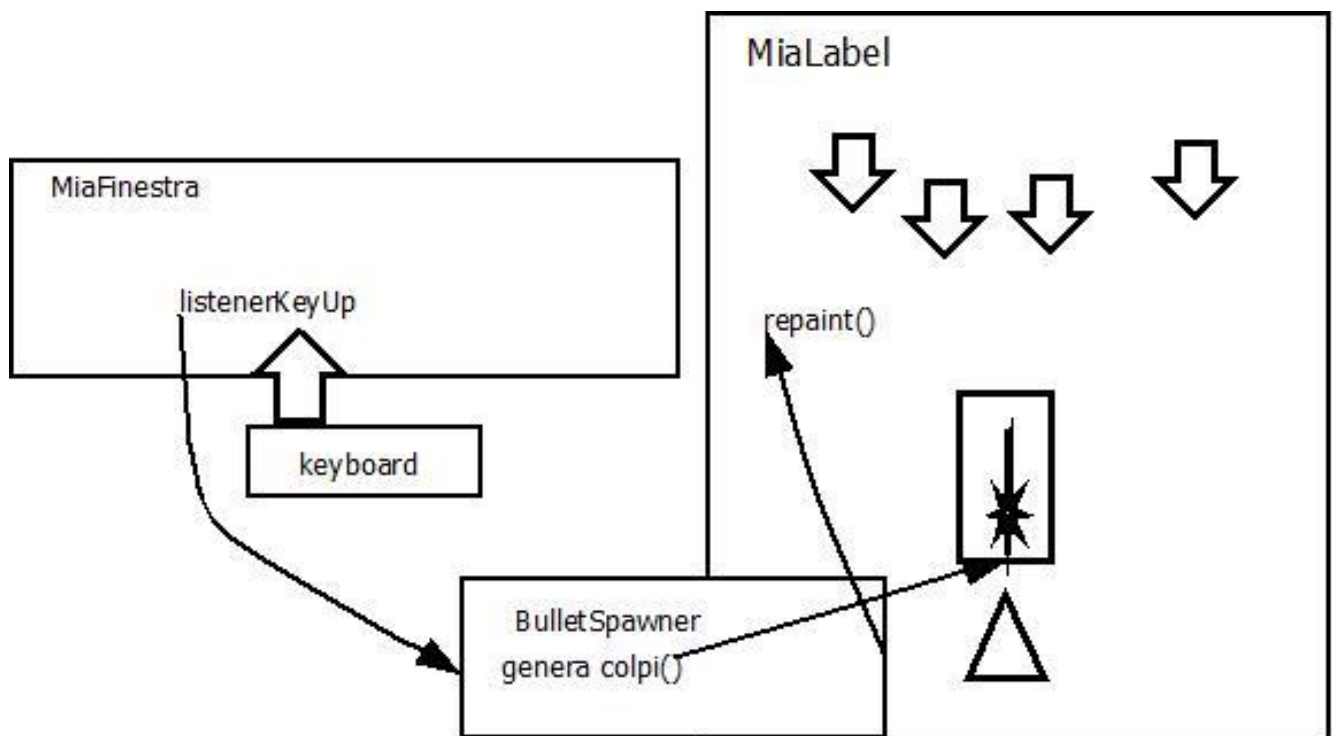 MiaLabel
MiaFinestra
listenerKeyUp
repaint()
keyboard
BulletSpawner
genera colpi()